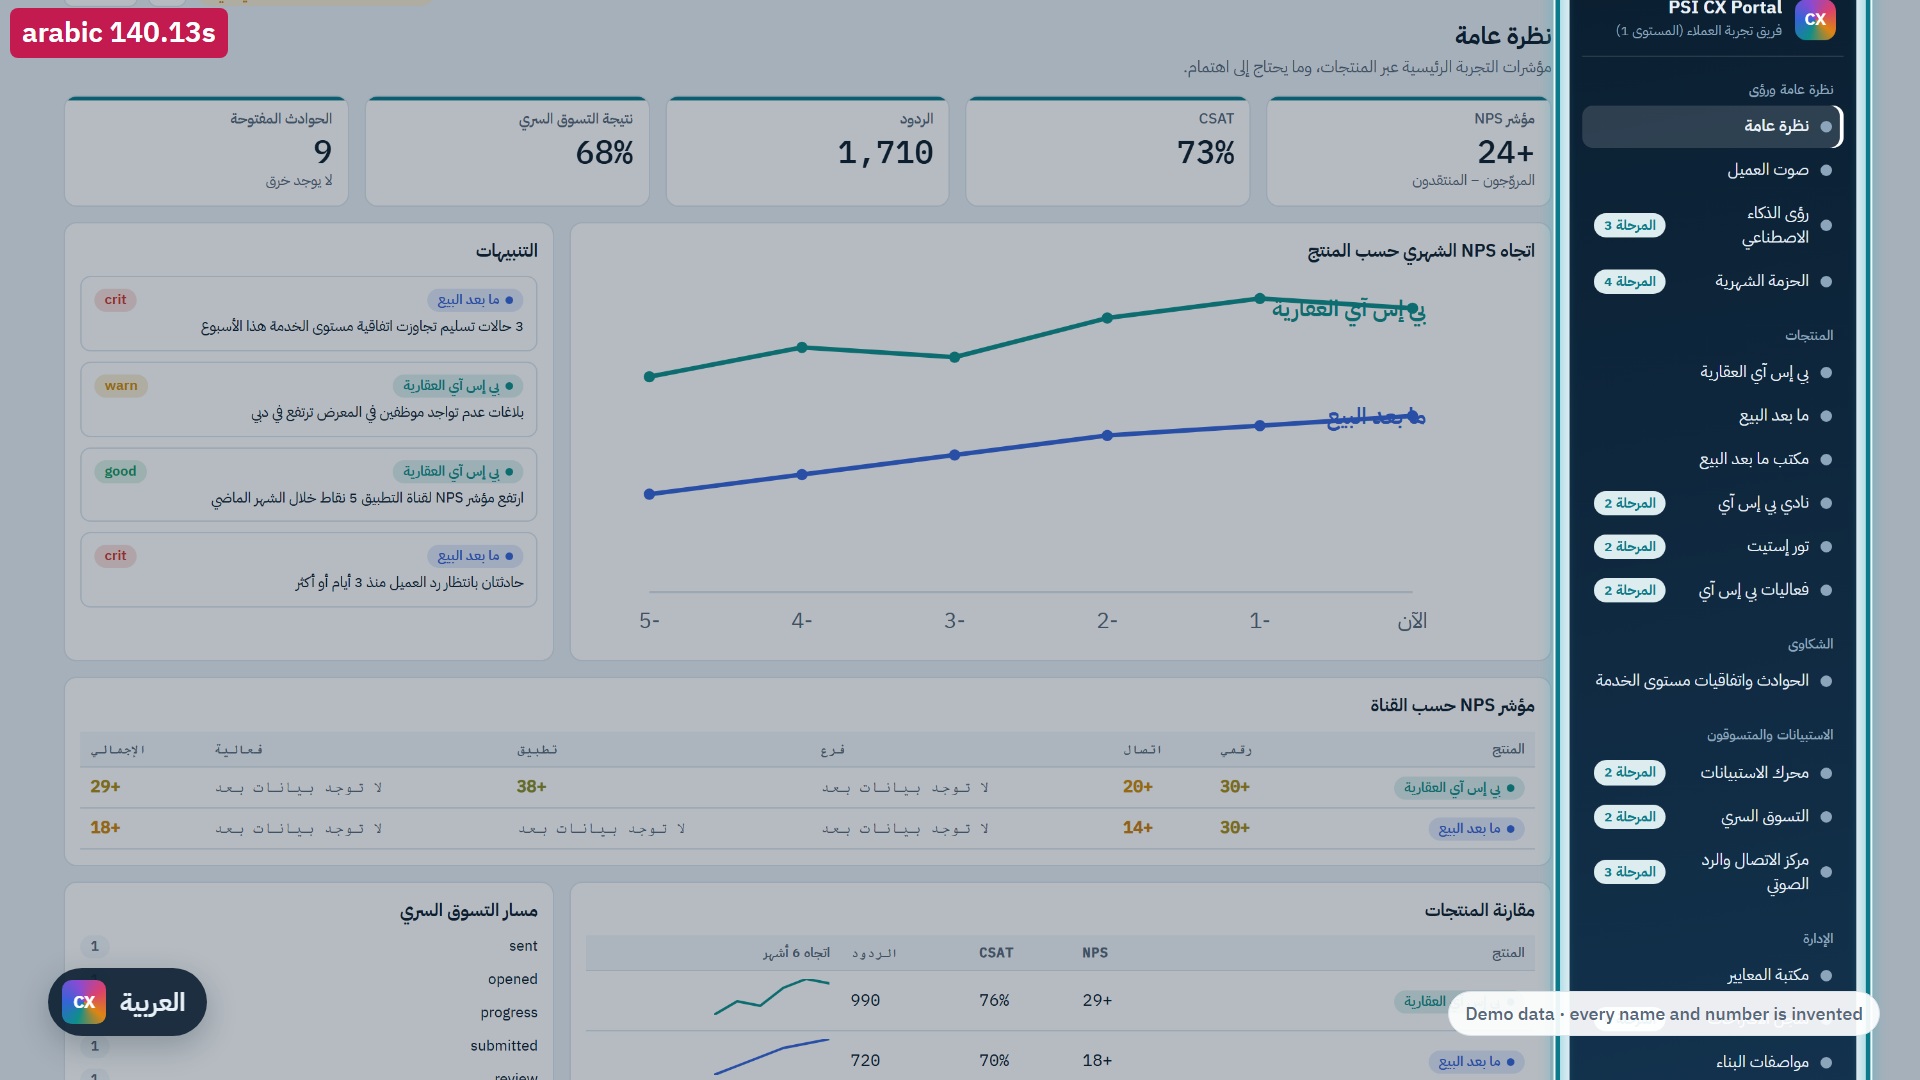 arabic 140.13s
PSI CX Portal
فريق تجربة العملاء (المستوى 1)
CX
نظرة عامة ورؤى
نظرة عامة
صوت العميل
رؤى الذكاء الاصطناعي
المرحلة 3
الحزمة الشهرية
المرحلة 4
المنتجات
بي إس آي العقارية
ما بعد البيع
مكتب ما بعد البيع
نادي بي إس آي
المرحلة 2
تور إستيت
المرحلة 2
فعاليات بي إس آي
المرحلة 2
الشكاوى
الحوادث واتفاقيات مستوى الخدمة
الاستبيانات والمتسوقون
محرك الاستبيانات
المرحلة 2
التسوق السري
المرحلة 2
مركز الاتصال والرد الصوتي
المرحلة 3
الإدارة
مكتبة المعايير
مواصفات البناء
نظرة عامة
مؤشرات التجربة الرئيسية عبر المنتجات، وما يحتاج إلى اهتمام.
مؤشر NPS
24+
المروّجون – المنتقدون
CSAT
73%
الردود
1,710
نتيجة التسوق السري
68%
الحوادث المفتوحة
9
لا يوجد خرق
اتجاه NPS الشهري حسب المنتج
بي إس آي العقارية
ما بعد البيع
5-
4-
3-
2-
1-
الآن
التنبيهات
ما بعد البيع
crit
3 حالات تسليم تجاوزت اتفاقية مستوى الخدمة هذا الأسبوع
بي إس آي العقارية
warn
بلاغات عدم تواجد موظفين في المعرض ترتفع في دبي
بي إس آي العقارية
good
ارتفع مؤشر NPS لقناة التطبيق 5 نقاط خلال الشهر الماضي
ما بعد البيع
crit
حادثتان بانتظار رد العميل منذ 3 أيام أو أكثر
مؤشر NPS حسب القناة
المنتج رقمي اتصال فرع تطبيق فعالية الإجمالي
بي إس آي العقارية 30+ 20+ لا توجد بيانات بعد 38+ لا توجد بيانات بعد 29+
ما بعد البيع 30+ 14+ لا توجد بيانات بعد لا توجد بيانات بعد لا توجد بيانات بعد 18+
مقارنة المنتجات
المنتج NPS CSAT الردود اتجاه 6 أشهر
العقارية 29+ 76% 990
ما بعد البيع 18+ 70% 720
مسار التسوق السري
sent 1
opened
progress
submitted 1
review 1
CX العربية
Demo data · every name and number is invented